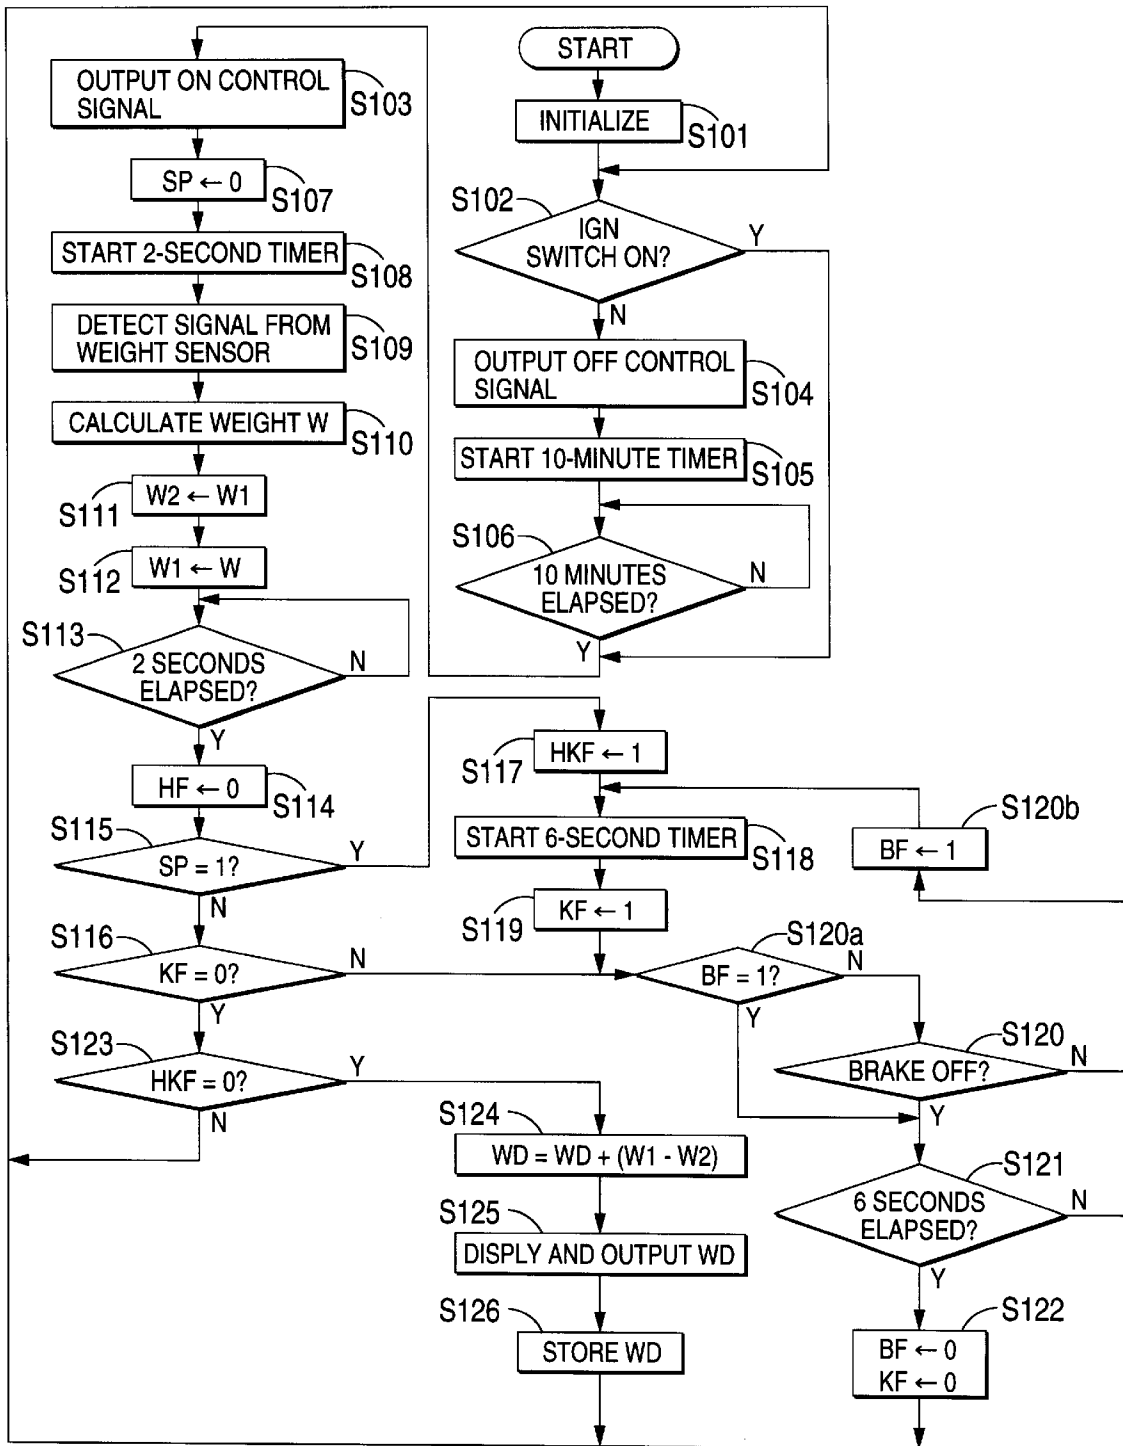 START
INITIALIZE
S101
S102
IGN
SWITCH ON?
Y
N
OUTPUT OFF CONTROL
SIGNAL
S104
START 10-MINUTE TIMER
S105
S106
10 MINUTES
ELAPSED?
N
Y
OUTPUT ON CONTROL
SIGNAL
S103
SP ← 0
S107
START 2-SECOND TIMER
S108
DETECT SIGNAL FROM
WEIGHT SENSOR
S109
CALCULATE WEIGHT W
S110
W2 ← W1
S111
W1 ← W
S112
S113
2 SECONDS
ELAPSED?
N
Y
HF ← 0
S114
S115
SP = 1?
Y
N
S116
KF = 0?
N
Y
S123
HKF = 0?
Y
N
HKF ← 1
S117
START 6-SECOND TIMER
S118
KF ← 1
S119
S120a
BF = 1?
N
Y
S120b
BF ← 1
S120
BRAKE OFF?
N
Y
S121
6 SECONDS
ELAPSED?
N
Y
S122
BF ← 0
KF ← 0
S124
WD = WD + (W1 - W2)
S125
DISPLY AND OUTPUT WD
S126
STORE WD